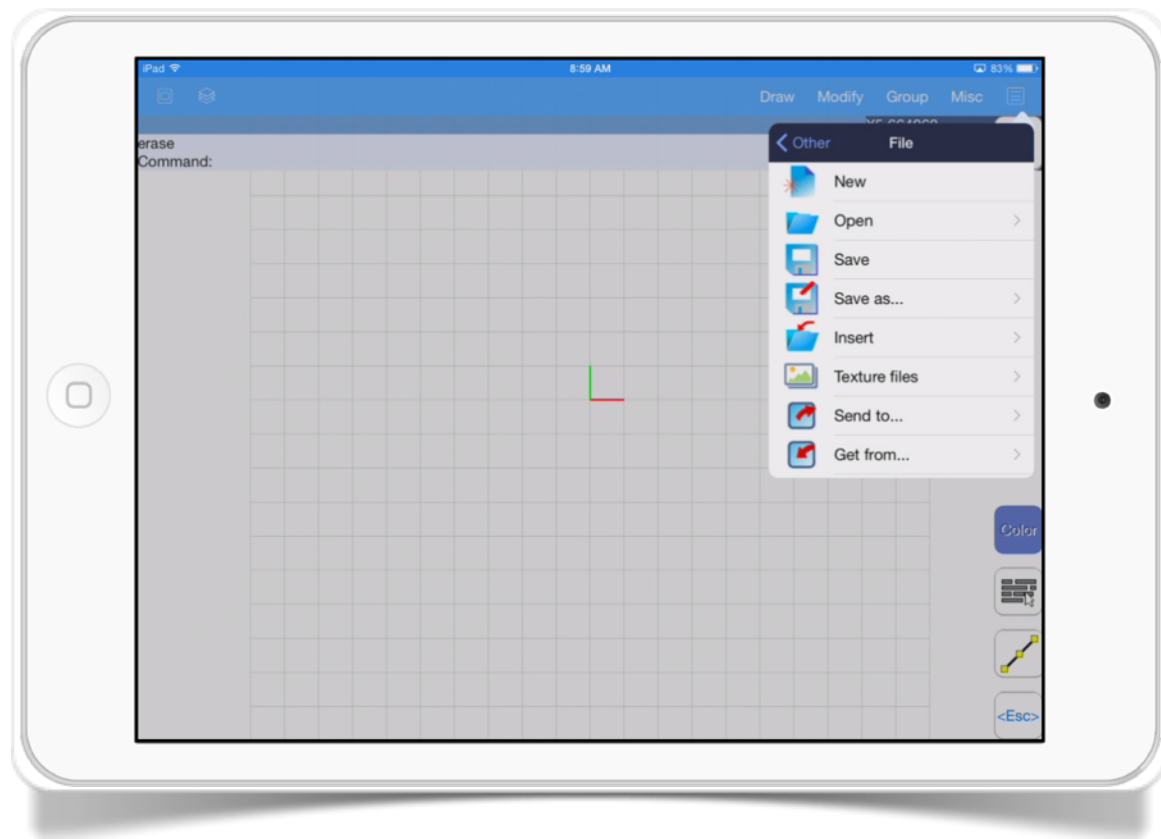 iPad 8:59 AM 83%
Draw Modify Group Misc
erase
Command:
Other File
New
Open
Save
Save as...
Insert
Texture files
Send to...
Get from...
Color
<Esc>